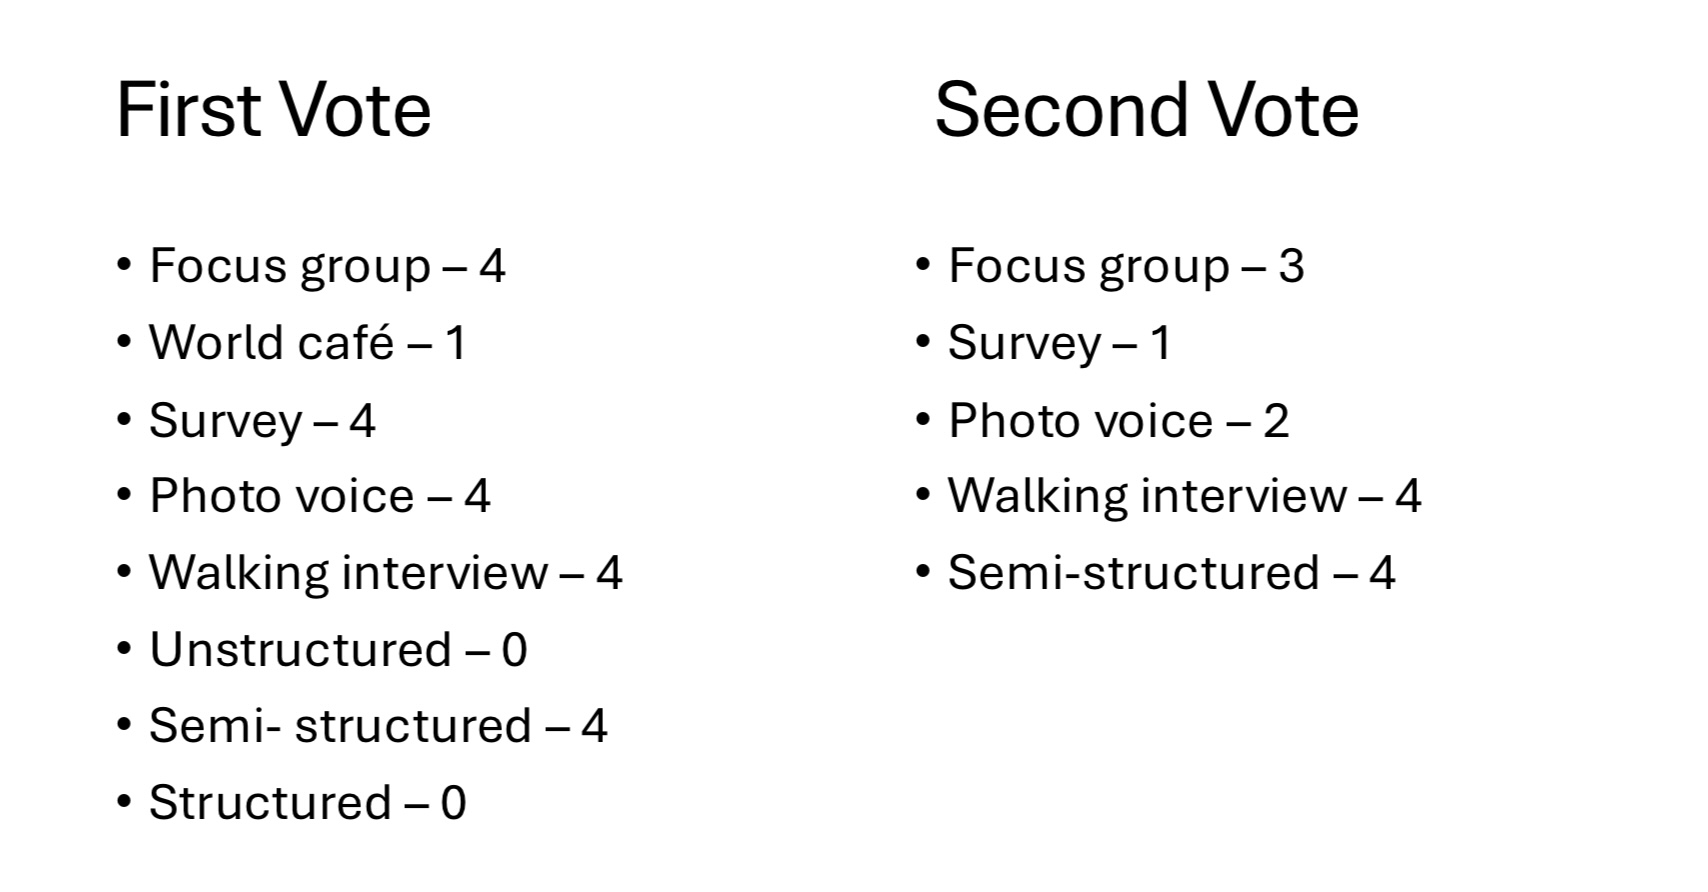 First Vote
• Focus group – 4
• World café – 1
• Survey – 4
• Photo voice – 4
• Walking interview – 4
• Unstructured – 0
• Semi- structured – 4
• Structured – 0
Second Vote
• Focus group – 3
• Survey – 1
• Photo voice – 2
• Walking interview – 4
• Semi-structured – 4